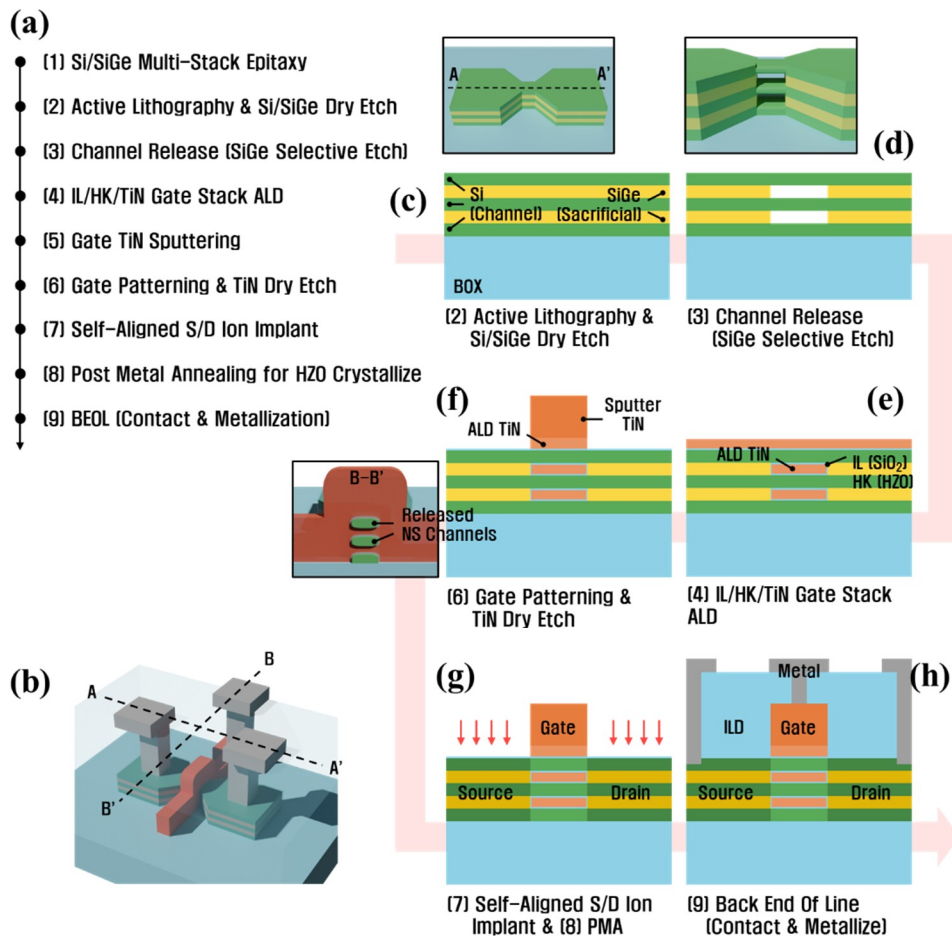 (a)
(1) Si/SiGe Multi-Stack Epitaxy
(2) Active Lithography & Si/SiGe Dry Etch
(3) Channel Release (SiGe Selective Etch)
(4) IL/HK/TiN Gate Stack ALD
(5) Gate TiN Sputtering
(6) Gate Patterning & TiN Dry Etch
(7) Self-Aligned S/D Ion Implant
(8) Post Metal Annealing for HZO Crystallize
(9) BEOL (Contact & Metallization)
A
A'
(c)
Si
(Channel)
SiGe
(Sacrificial)
BOX
(2) Active Lithography &
Si/SiGe Dry Etch
(d)
(3) Channel Release
(SiGe Selective Etch)
(f)
Sputter
TiN
ALD TiN
B-B'
Released
NS Channels
(6) Gate Patterning &
TiN Dry Etch
(e)
ALD TiN
IL (SiO₂)
HK (HZO)
(4) IL/HK/TiN Gate Stack
ALD
(b)
A
B
B'
A'
(g)
Gate
Source
Drain
(7) Self-Aligned S/D Ion
Implant & (8) PMA
(h)
Metal
ILD
Gate
Source
Drain
(9) Back End Of Line
(Contact & Metallize)